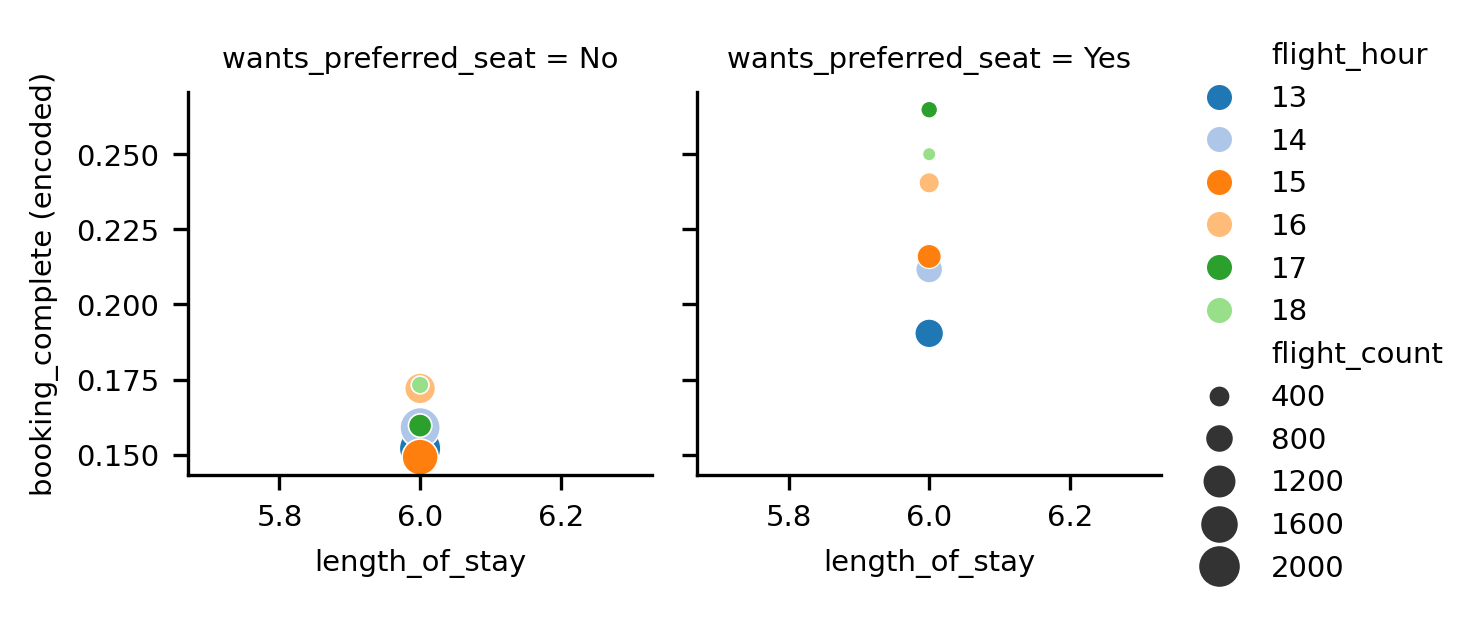 wants_preferred_seat = No
wants_preferred_seat = Yes
booking_complete (encoded)
0.250
0.225
0.200
0.175
0.150
5.8 6.0 6.2
5.8 6.0 6.2
length_of_stay
length_of_stay
flight_hour
13
14
15
16
17
18
flight_count
400
800
1200
1600
2000